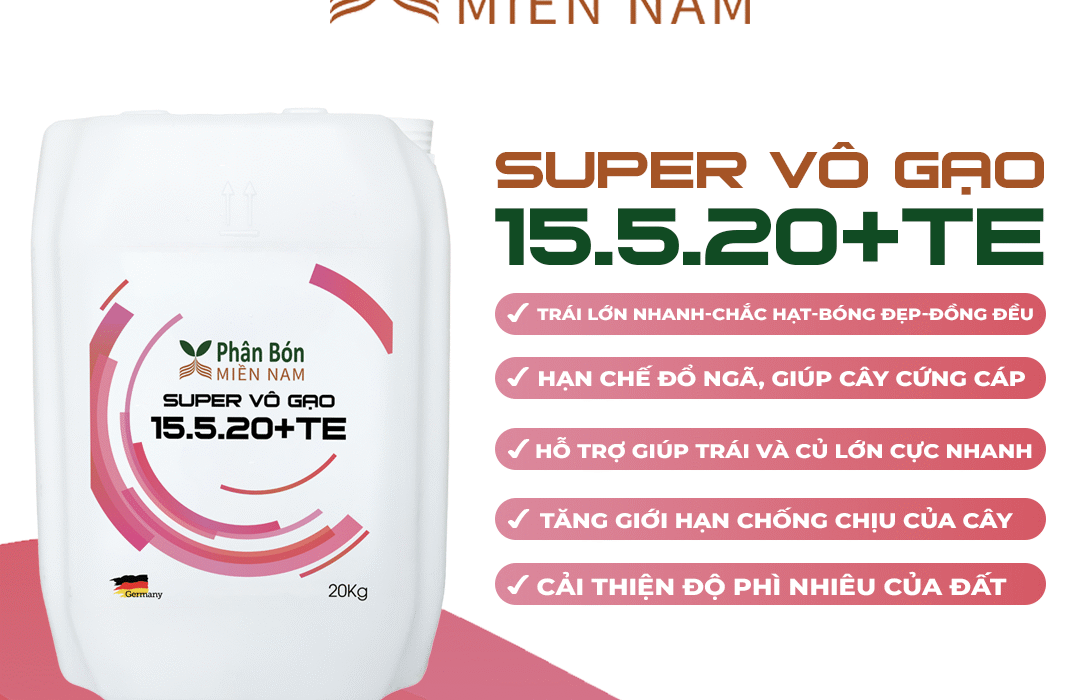 MIỀN NAM
SUPER VÔ GẠO
15.5.20+TE
TRÁI LỚN NHANH-CHẮC HẠT-BÓNG ĐẸP-ĐỒNG ĐỀU
HẠN CHẾ ĐỔ NGÃ, GIÚP CÂY CỨNG CÁP
HỖ TRỢ GIÚP TRÁI VÀ CỦ LỚN CỰC NHANH
TĂNG GIỚI HẠN CHỐNG CHỊU CỦA CÂY
CẢI THIỆN ĐỘ PHÌ NHIÊU CỦA ĐẤT
Phân Bón
MIỀN NAM
SUPER VÔ GẠO
15.5.20+TE
Germany
20Kg